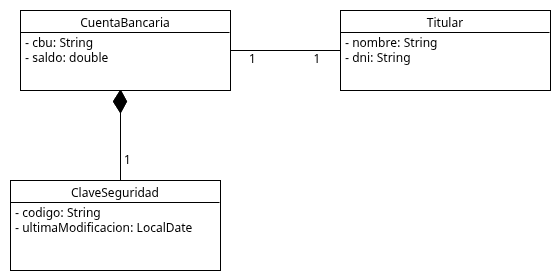 CuentaBancaria
- cbu: String
- saldo: double
Titular
- nombre: String
- dni: String
1
1
1
ClaveSeguridad
- codigo: String
- ultimaModificacion: LocalDate